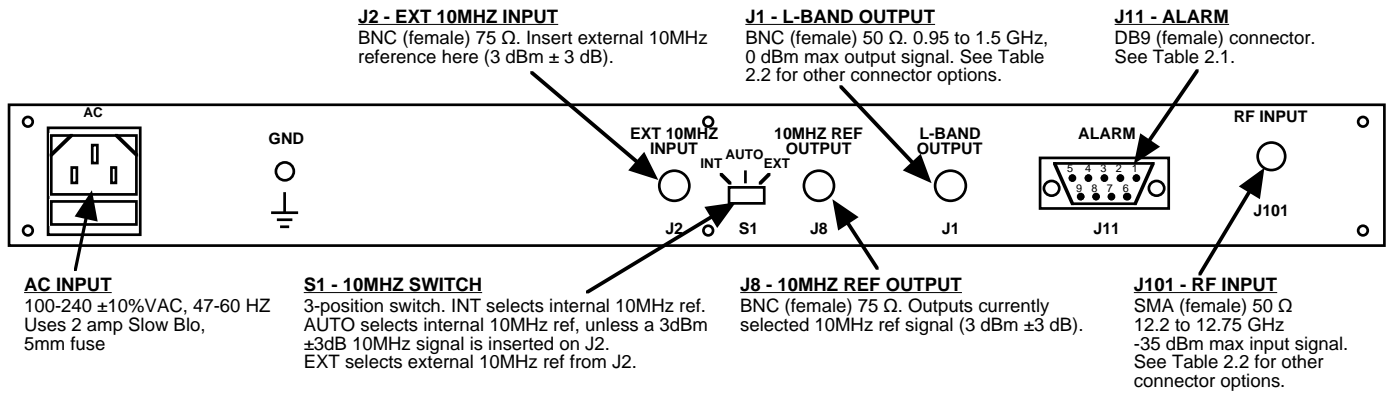 J2 - EXT 10MHZ INPUT
BNC (female) 75 Ω. Insert external 10MHz
reference here (3 dBm ± 3 dB).
J1 - L-BAND OUTPUT
BNC (female) 50 Ω. 0.95 to 1.5 GHz,
0 dBm max output signal. See Table
2.2 for other connector options.
J11 - ALARM
DB9 (female) connector.
See Table 2.1.
AC
GND
EXT 10MHZ
INPUT
INT
AUTO
EXT
10MHZ REF
OUTPUT
L-BAND
OUTPUT
ALARM
RF INPUT
5 4 3 2 1
9 8 7 6
J2
S1
J8
J1
J11
J101
AC INPUT
100-240 ±10%VAC, 47-60 HZ
Uses 2 amp Slow Blo,
5mm fuse
S1 - 10MHZ SWITCH
3-position switch. INT selects internal 10MHz ref.
AUTO selects internal 10MHz ref, unless a 3dBm
±3dB 10MHz signal is inserted on J2.
EXT selects external 10MHz ref from J2.
J8 - 10MHZ REF OUTPUT
BNC (female) 75 Ω. Outputs currently
selected 10MHz ref signal (3 dBm ±3 dB).
J101 - RF INPUT
SMA (female) 50 Ω
12.2 to 12.75 GHz
-35 dBm max input signal.
See Table 2.2 for other
connector options.